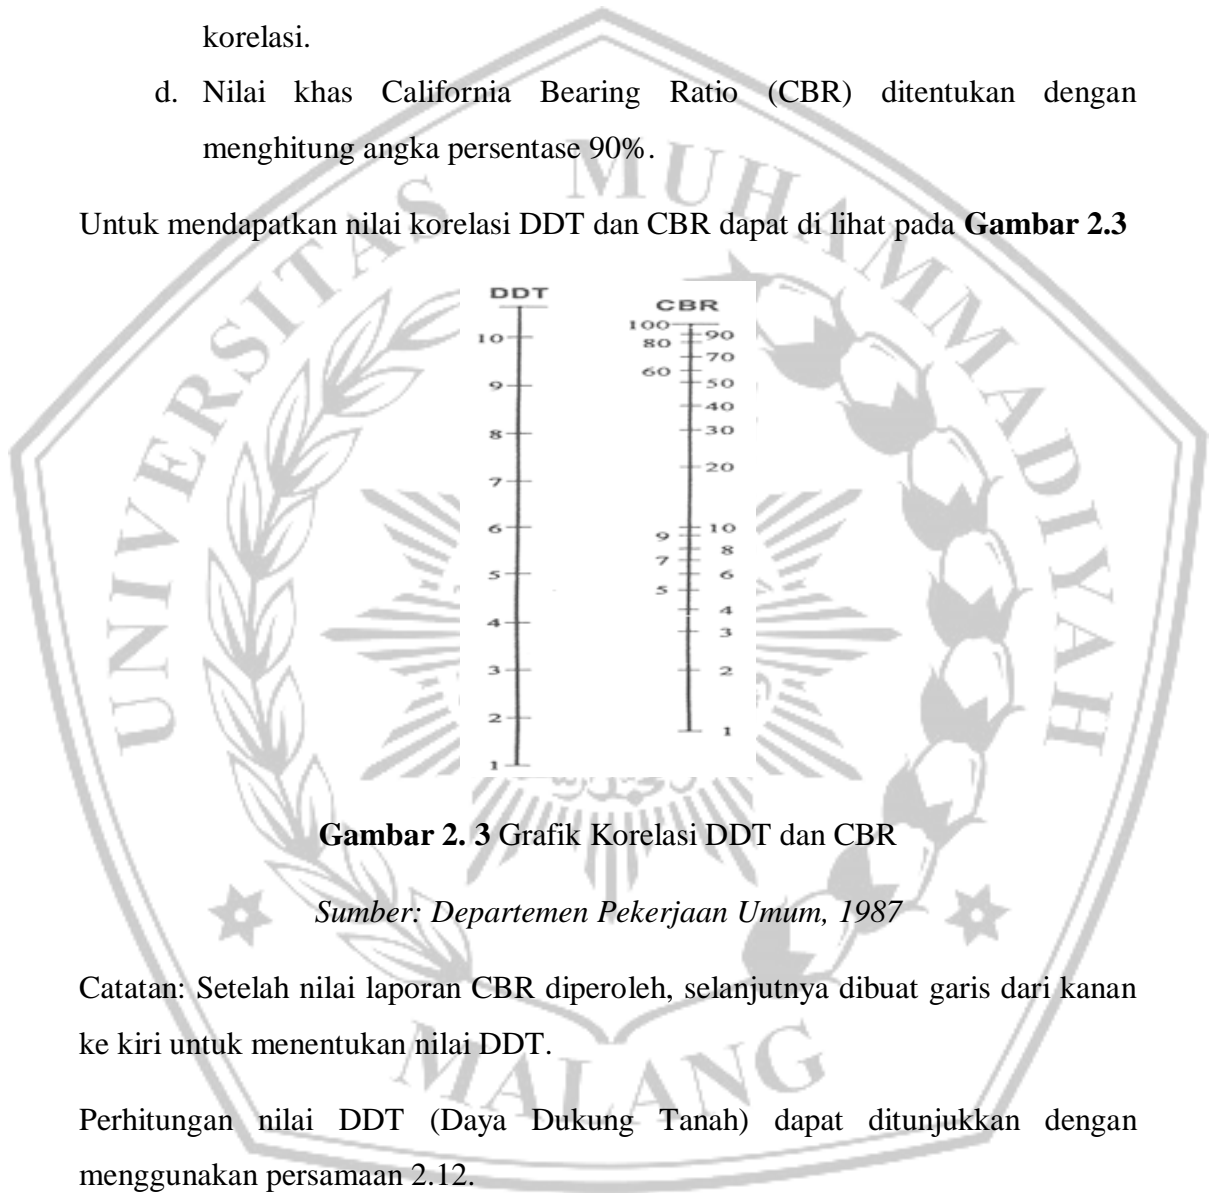 korelasi.
d. Nilai khas California Bearing Ratio (CBR) ditentukan dengan
menghitung angka persentase 90%.
Untuk mendapatkan nilai korelasi DDT dan CBR dapat di lihat pada Gambar 2.3
DDT
10
9
8
7
6
5
4
3
2
1
CBR
100
90
80
70
60
50
40
30
20
10
9
8
7
6
5
4
3
2
1
Gambar 2. 3 Grafik Korelasi DDT dan CBR
Sumber: Departemen Pekerjaan Umum, 1987
Catatan: Setelah nilai laporan CBR diperoleh, selanjutnya dibuat garis dari kanan
ke kiri untuk menentukan nilai DDT.
Perhitungan nilai DDT (Daya Dukung Tanah) dapat ditunjukkan dengan
menggunakan persamaan 2.12.
UNIVERSITAS MUHAMMADIYAH
MALANG